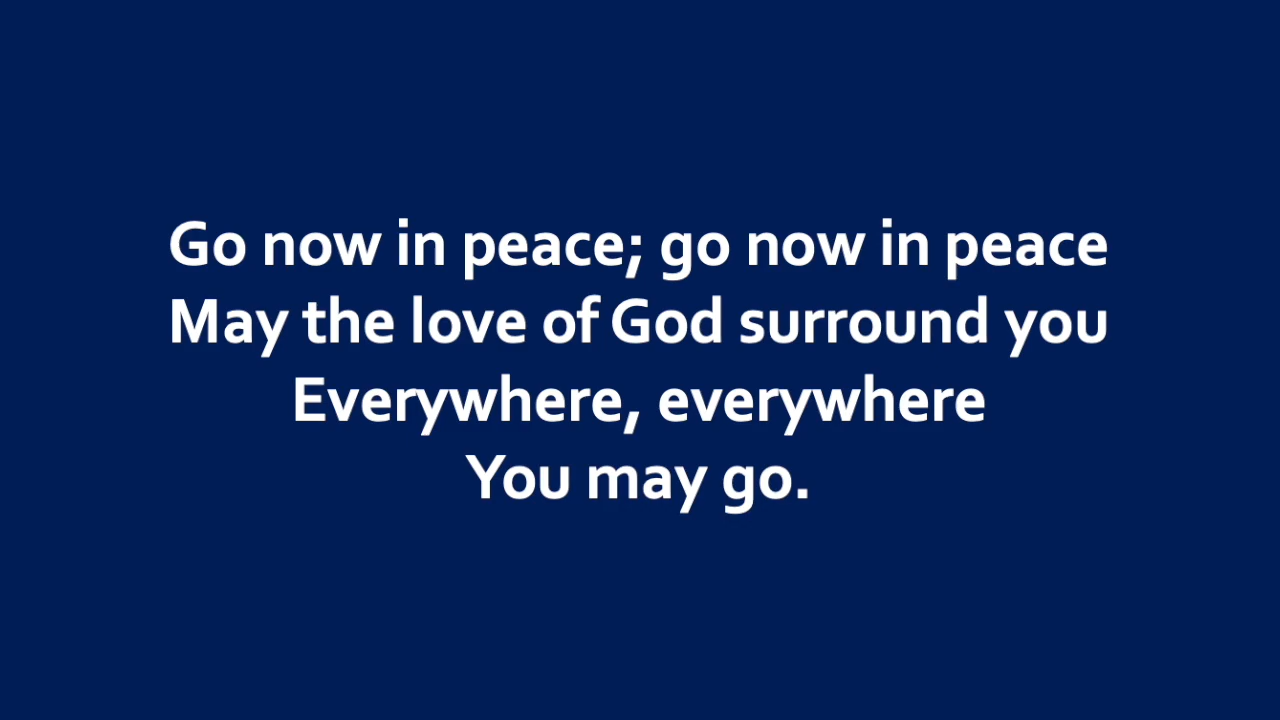 Go now in peace; go now in peace
May the love of God surround you
Everywhere, everywhere
You may go.